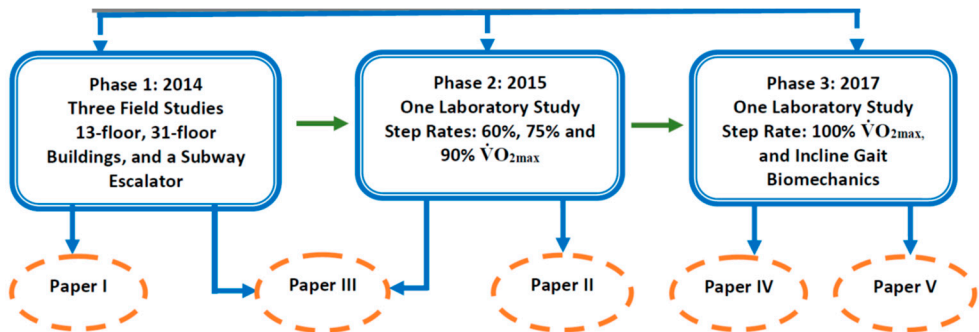 Phase 1: 2014
Three Field Studies
13-floor, 31-floor
Buildings, and a Subway
Escalator
Phase 2: 2015
One Laboratory Study
Step Rates: 60%, 75% and
90% V̇O₂max
Phase 3: 2017
One Laboratory Study
Step Rate: 100% V̇O₂max,
and Incline Gait
Biomechanics
Paper I
Paper III
Paper II
Paper IV
Paper V